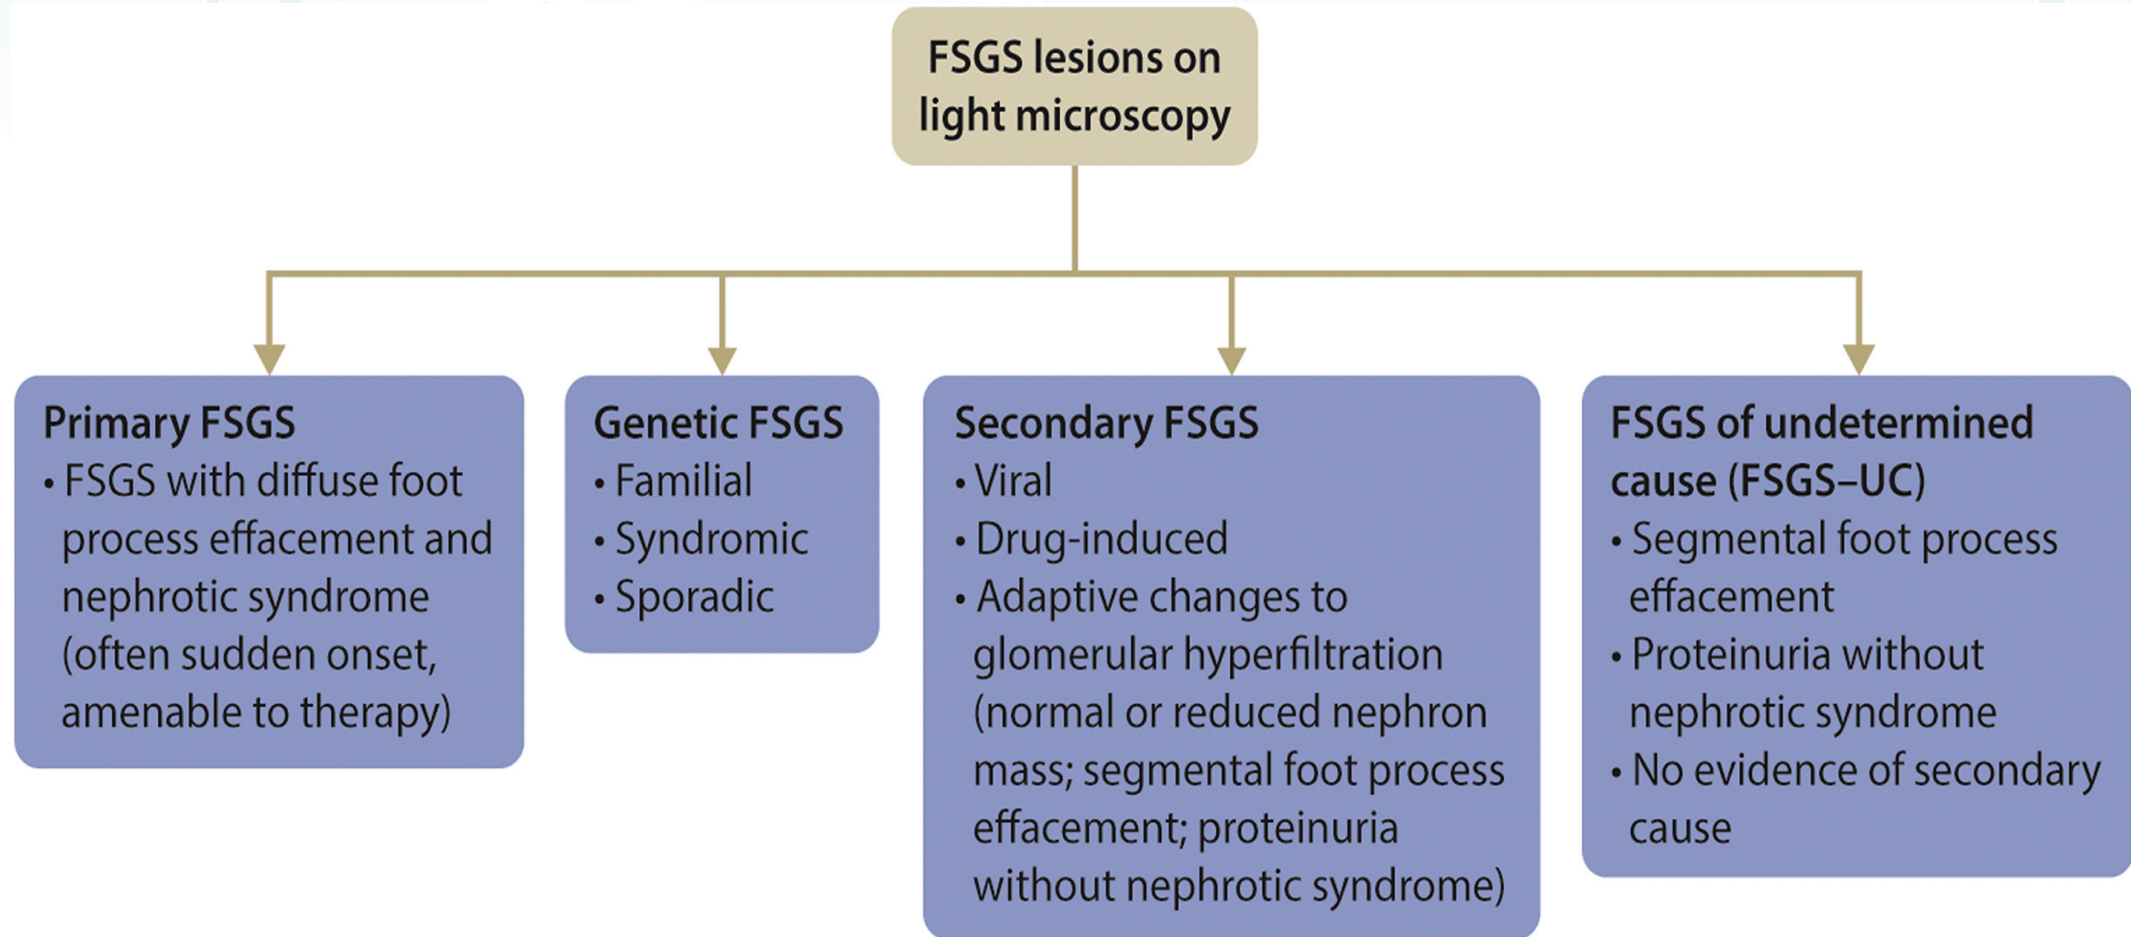 FSGS lesions on
light microscopy
Primary FSGS
• FSGS with diffuse foot
process effacement and
nephrotic syndrome
(often sudden onset,
amenable to therapy)
Genetic FSGS
• Familial
• Syndromic
• Sporadic
Secondary FSGS
• Viral
• Drug-induced
• Adaptive changes to
glomerular hyperfiltration
(normal or reduced nephron
mass; segmental foot process
effacement; proteinuria
without nephrotic syndrome)
FSGS of undetermined
cause (FSGS–UC)
• Segmental foot process
effacement
• Proteinuria without
nephrotic syndrome
• No evidence of secondary
cause